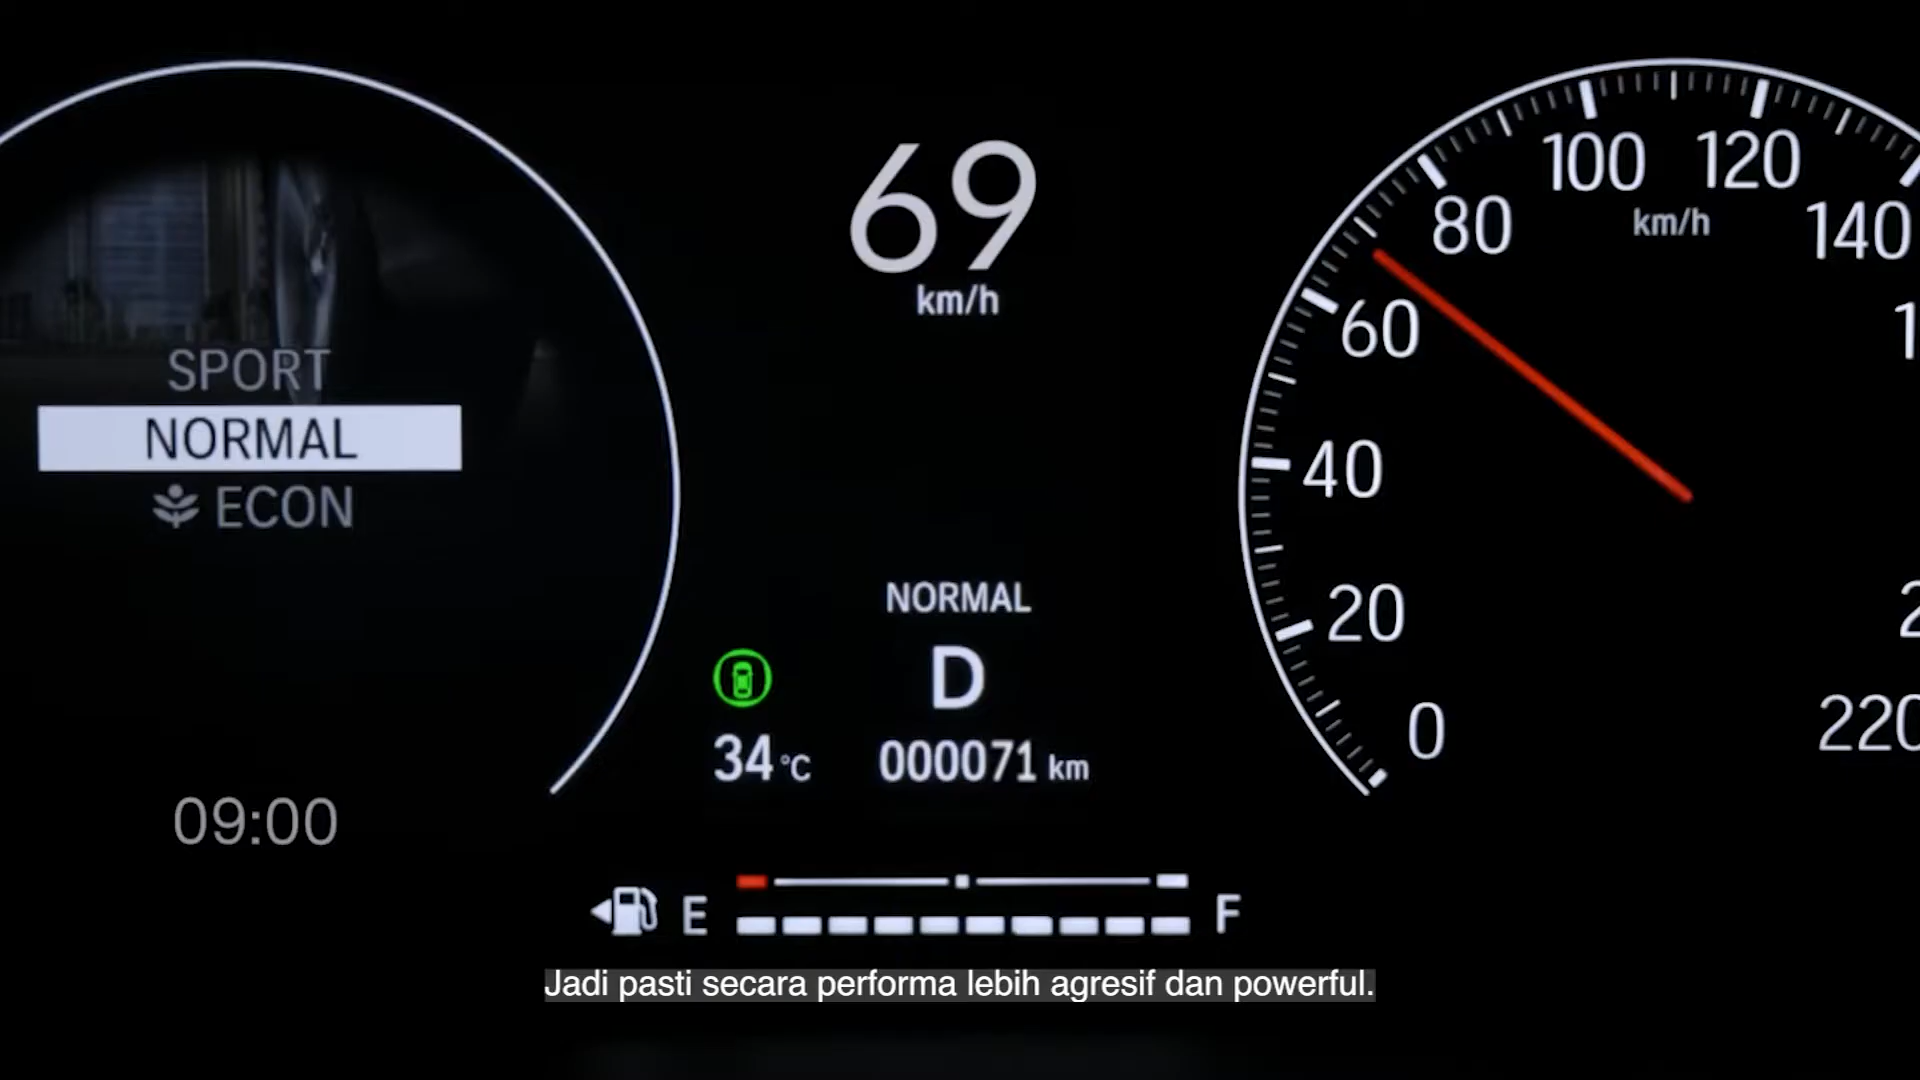 SPORT
NORMAL
ECON
09:00
69
km/h
NORMAL
D
34 °C
000071 km
E
F
0
20
40
60
80
100
120
140
km/h
220
Jadi pasti secara performa lebih agresif dan powerful.